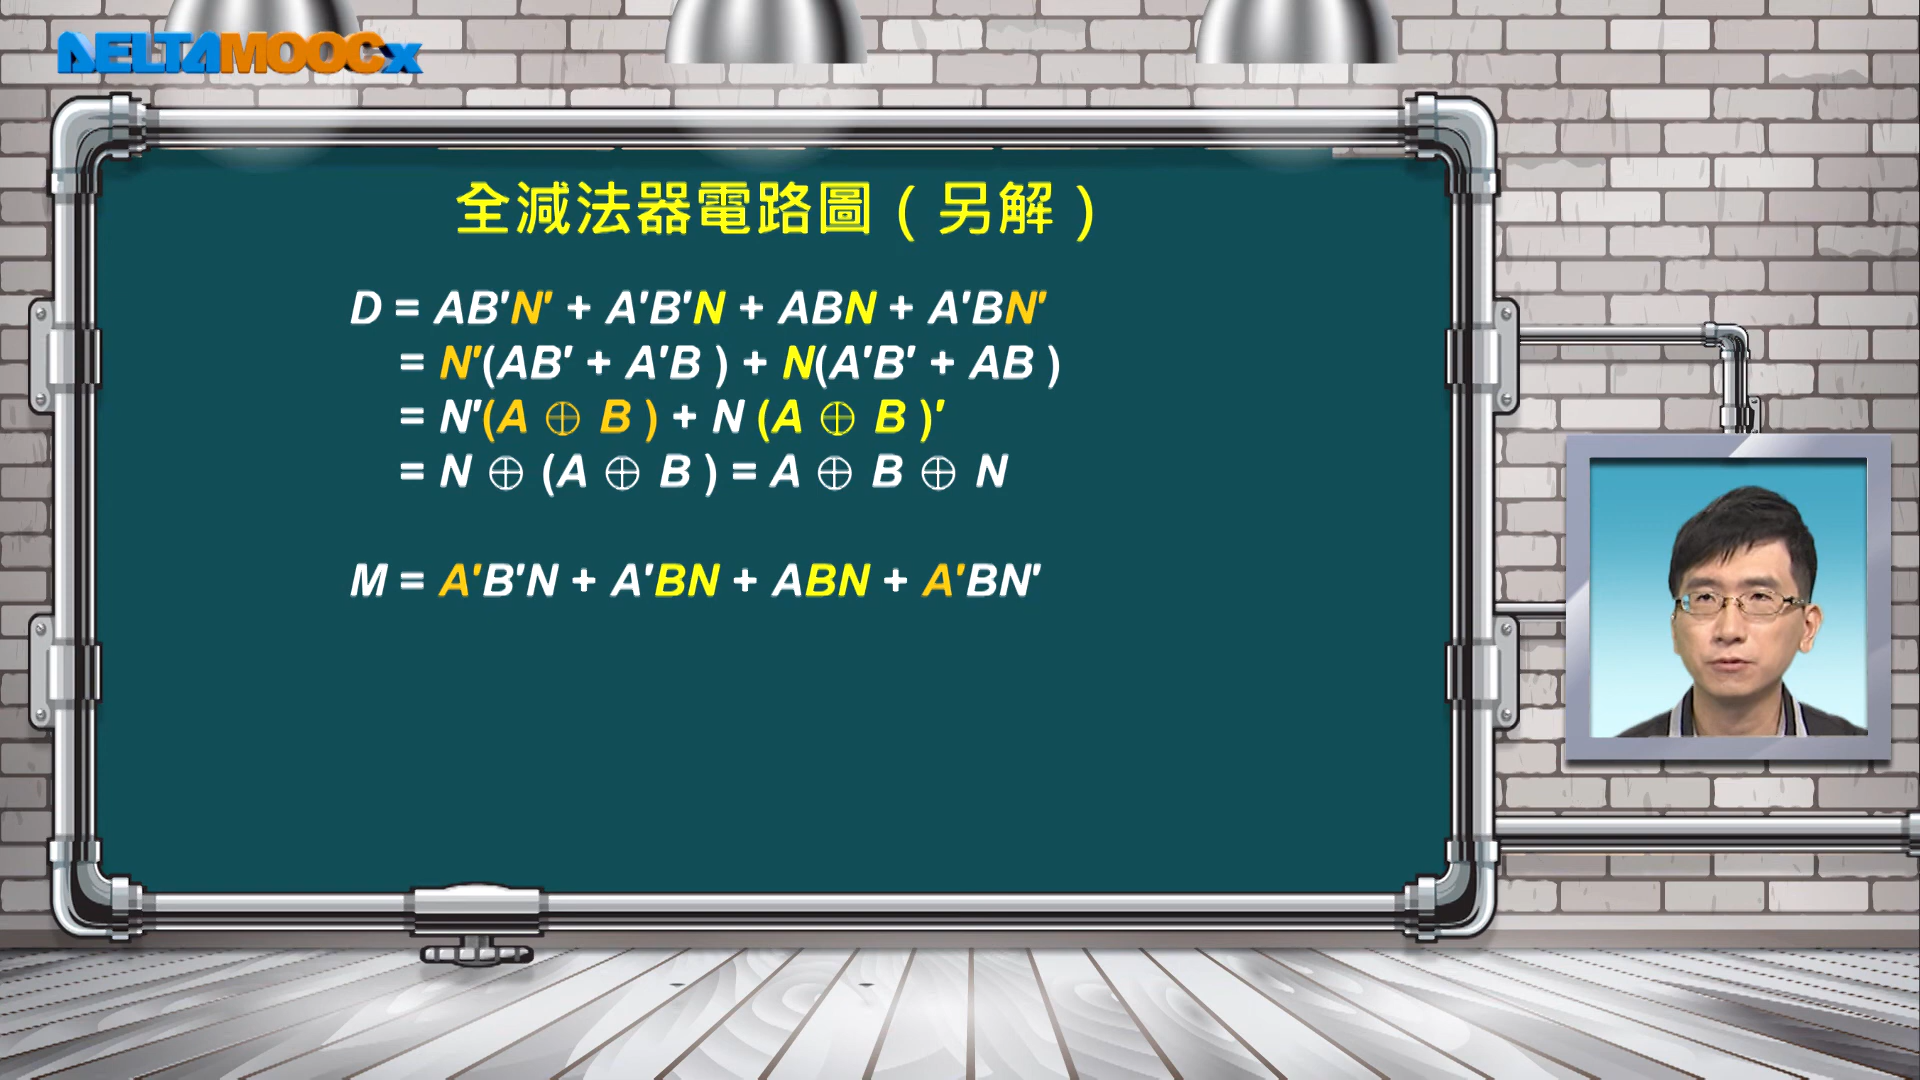 DELTAMOOCx
全減法器電路圖（另解）
D = AB'N' + A'B'N + ABN + A'BN'
= N'(AB' + A'B ) + N(A'B' + AB )
= N'(A ⊕ B ) + N (A ⊕ B )'
= N ⊕ (A ⊕ B ) = A ⊕ B ⊕ N
M = A'B'N + A'BN + ABN + A'BN'